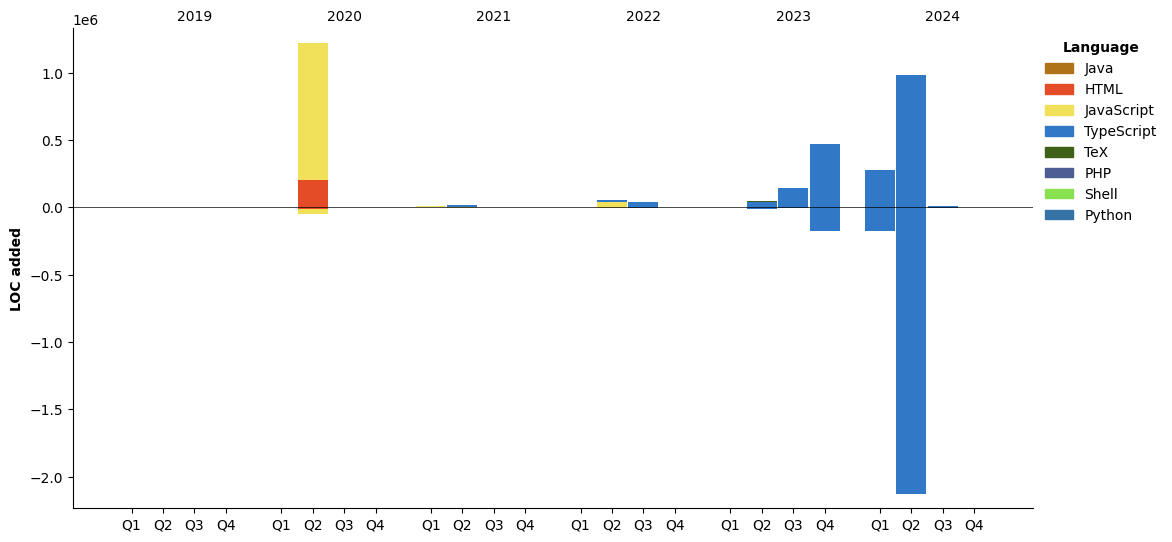 1e6 2019 2020 2021 2022 2023 2024
Language
Java
HTML
JavaScript
TypeScript
TeX
PHP
Shell
Python
1.0
0.5
0.0
−0.5
−1.0
−1.5
−2.0
LOC added
Q1 Q2 Q3 Q4 Q1 Q2 Q3 Q4 Q1 Q2 Q3 Q4 Q1 Q2 Q3 Q4 Q1 Q2 Q3 Q4 Q1 Q2 Q3 Q4